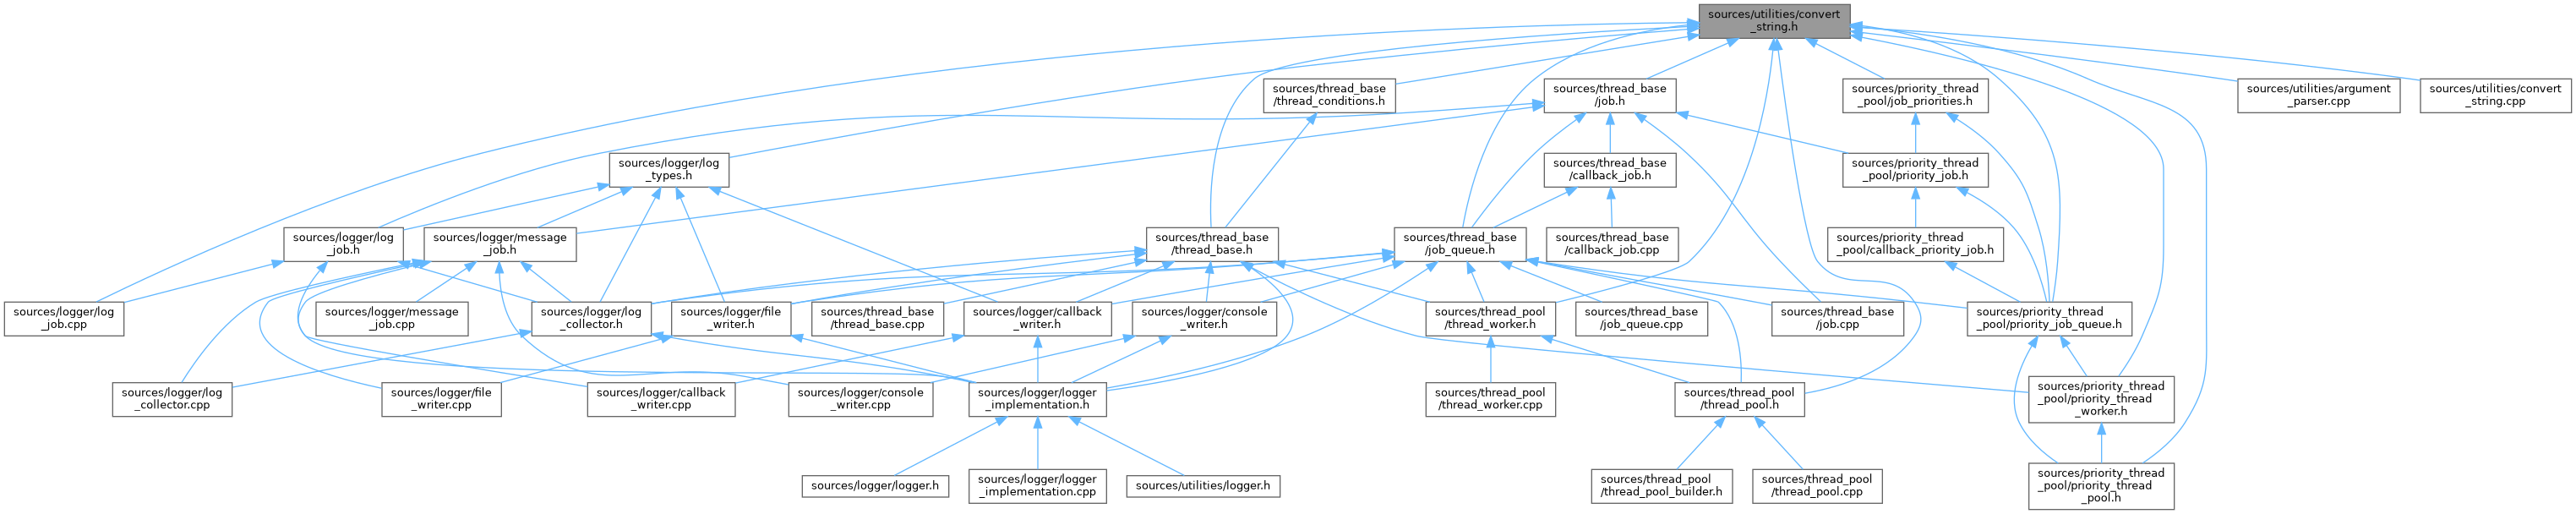 sources/utilities/convert
_string.h
sources/thread_base
/thread_conditions.h
sources/thread_base
/job.h
sources/priority_thread
_pool/job_priorities.h
sources/utilities/argument
_parser.cpp
sources/utilities/convert
_string.cpp
sources/logger/log
_types.h
sources/thread_base
/callback_job.h
sources/priority_thread
_pool/priority_job.h
sources/logger/log
_job.h
sources/logger/message
_job.h
sources/thread_base
/thread_base.h
sources/thread_base
/job_queue.h
sources/thread_base
/callback_job.cpp
sources/priority_thread
_pool/callback_priority_job.h
sources/logger/log
_job.cpp
sources/logger/message
_job.cpp
sources/logger/log
_collector.h
sources/logger/file
_writer.h
sources/thread_base
/thread_base.cpp
sources/logger/callback
_writer.h
sources/logger/console
_writer.h
sources/thread_pool
/thread_worker.h
sources/thread_base
/job_queue.cpp
sources/thread_base
/job.cpp
sources/priority_thread
_pool/priority_job_queue.h
sources/logger/log
_collector.cpp
sources/logger/file
_writer.cpp
sources/logger/callback
_writer.cpp
sources/logger/console
_writer.cpp
sources/logger/logger
_implementation.h
sources/thread_pool
/thread_worker.cpp
sources/thread_pool
/thread_pool.h
sources/priority_thread
_pool/priority_thread
_worker.h
sources/logger/logger.h
sources/logger/logger
_implementation.cpp
sources/utilities/logger.h
sources/thread_pool
/thread_pool_builder.h
sources/thread_pool
/thread_pool.cpp
sources/priority_thread
_pool/priority_thread
_pool.h